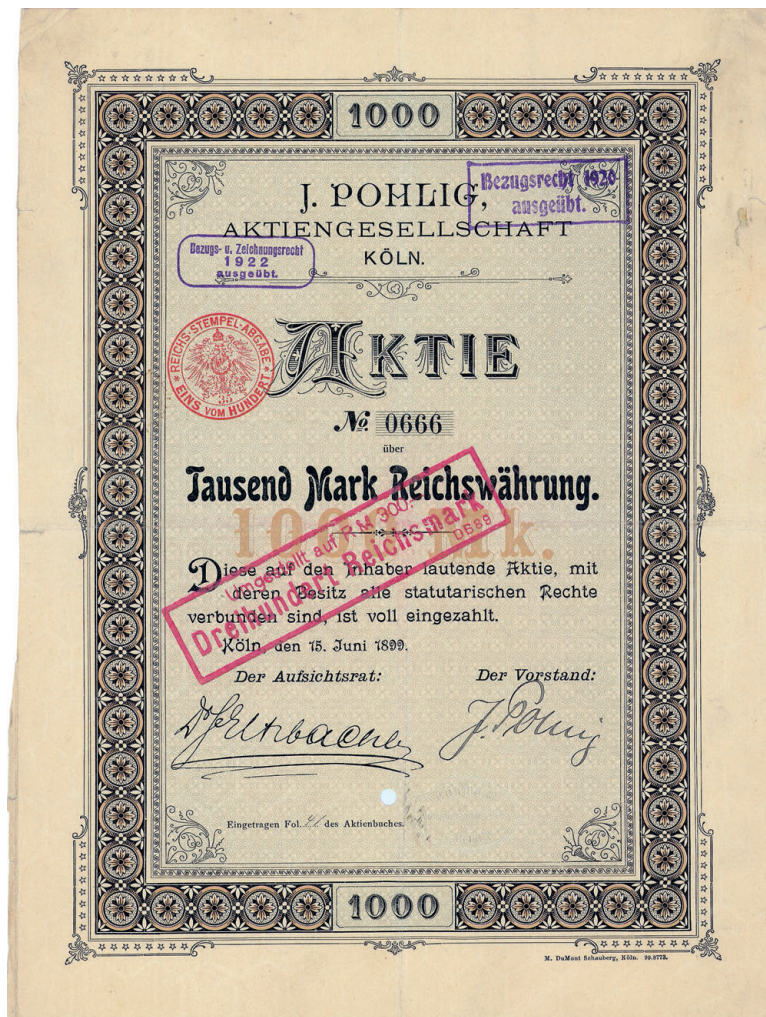 1000
J. POHLIG,
Bezugsrecht 1920
ausgeübt.
AKTIENGESELLSCHAFT
KÖLN.
Bezugs- u. Zeichnungsrecht
1922
ausgeübt.
REICHS-STEMPEL-ABGABE
35
EINS VOM HUNDERT
AKTIE
No. 0666
über
Tausend Mark Reichswährung.
1000 Mk.
auf R.M 300.-
Dreihundert Reichsmark
Diese auf den Inhaber lautende Aktie, mit
deren Besitz alle statutarischen Rechte
verbunden sind, ist voll eingezahlt.
Köln, den 15. Juni 1899.
Der Aufsichtsrat: Der Vorstand:
J. Pohlig
Eingetragen Fol. des Aktienbuches.
1000
M. DuMont Schauberg, Köln. 99.8773.